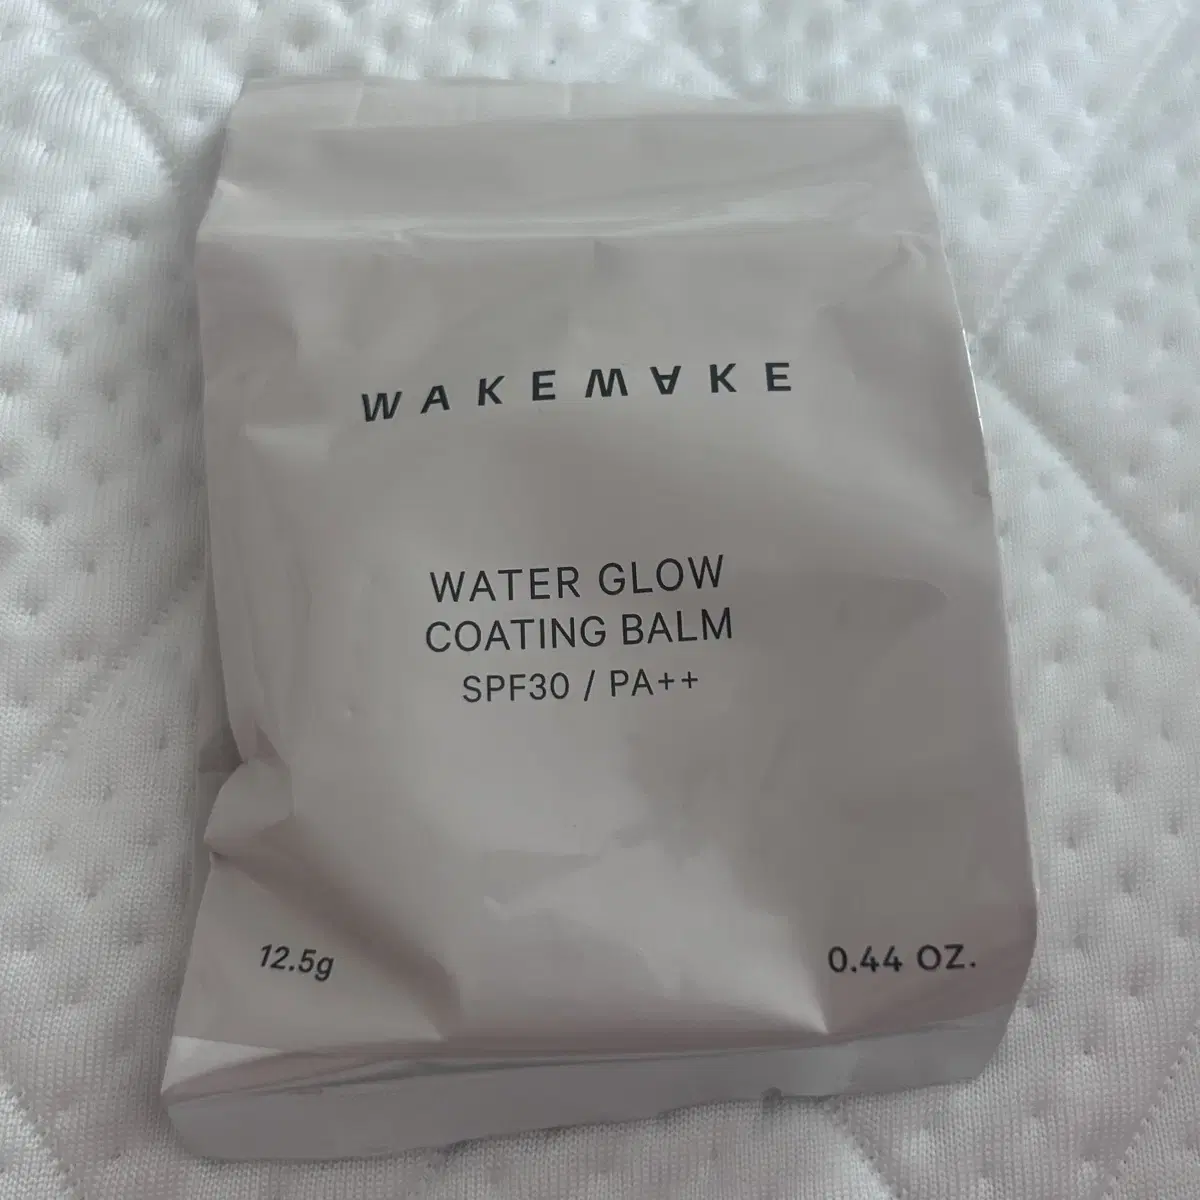 WAKEMAKE
WATER GLOW
COATING BALM
SPF30 / PA++
12.5g
0.44 OZ.